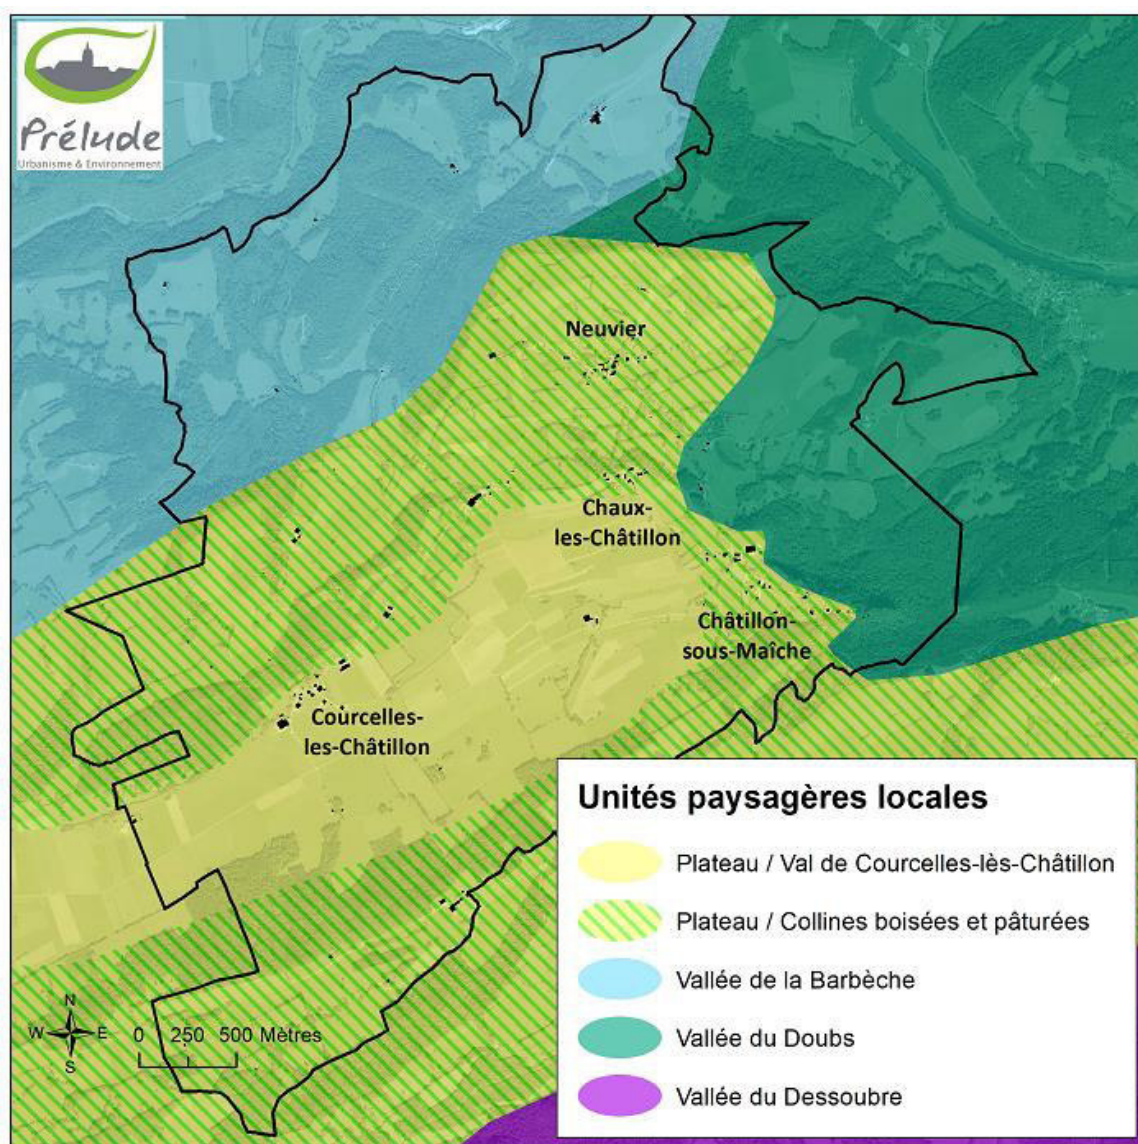 Prélude
Urbanisme & Environnement
Neuvier
Chaux-
les-Châtillon
Châtillon-
sous-Maîche
Courcelles-
les-Châtillon
Unités paysagères locales
Plateau / Val de Courcelles-lès-Châtillon
Plateau / Collines boisées et pâturées
Vallée de la Barbèche
Vallée du Doubs
Vallée du Dessoubre
N
W E
S
0 250 500 Mètres